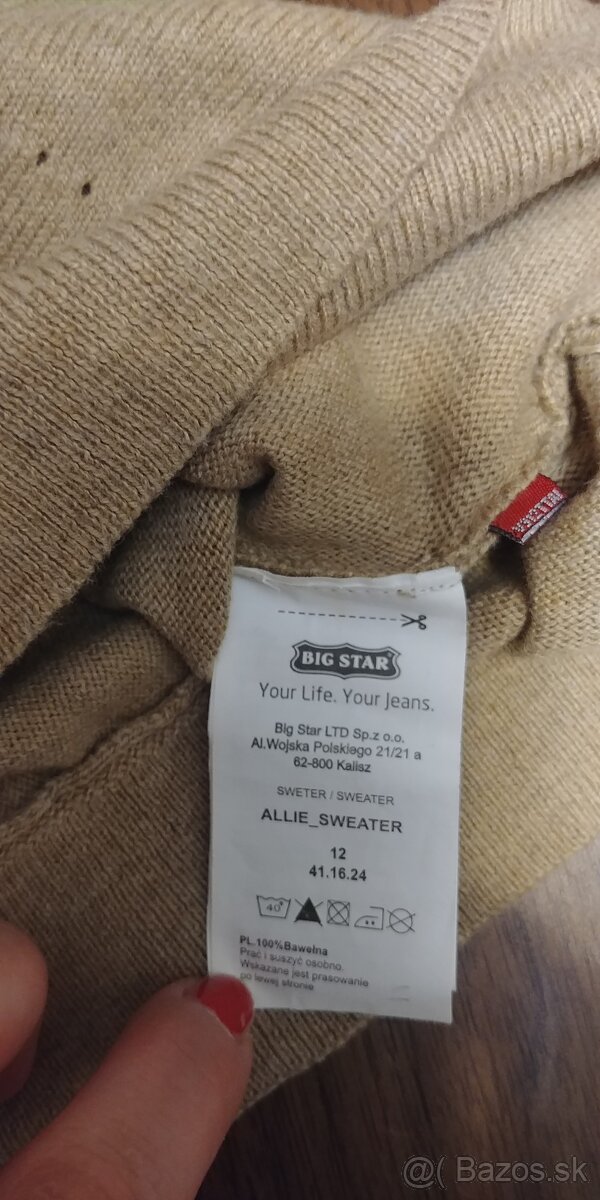 BIG STAR
Your Life. Your Jeans.
Big Star LTD Sp.z o.o.
Al.Wojska Polskiego 21/21 a
62-800 Kalisz
SWETER / SWEATER
ALLIE_SWEATER
12
41.16.24
40°
PL.100%Bawełna
Prać i suszyć osobno.
Wskazane jest prasowanie
po lewej stronie
@( Bazos.sk